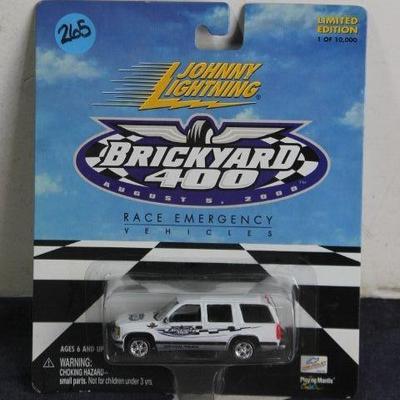 265
LIMITED
EDITION
1 OF 10,000
JOHNNY
LIGHTNING
BRICKYARD
400
AUGUST 5, 2000
RACE EMERGENCY
VEHICLES
AGES 6 AND UP
WARNING:
CHOKING HAZARD—
small parts. Not for children under 3 yrs.
Playing Mantis